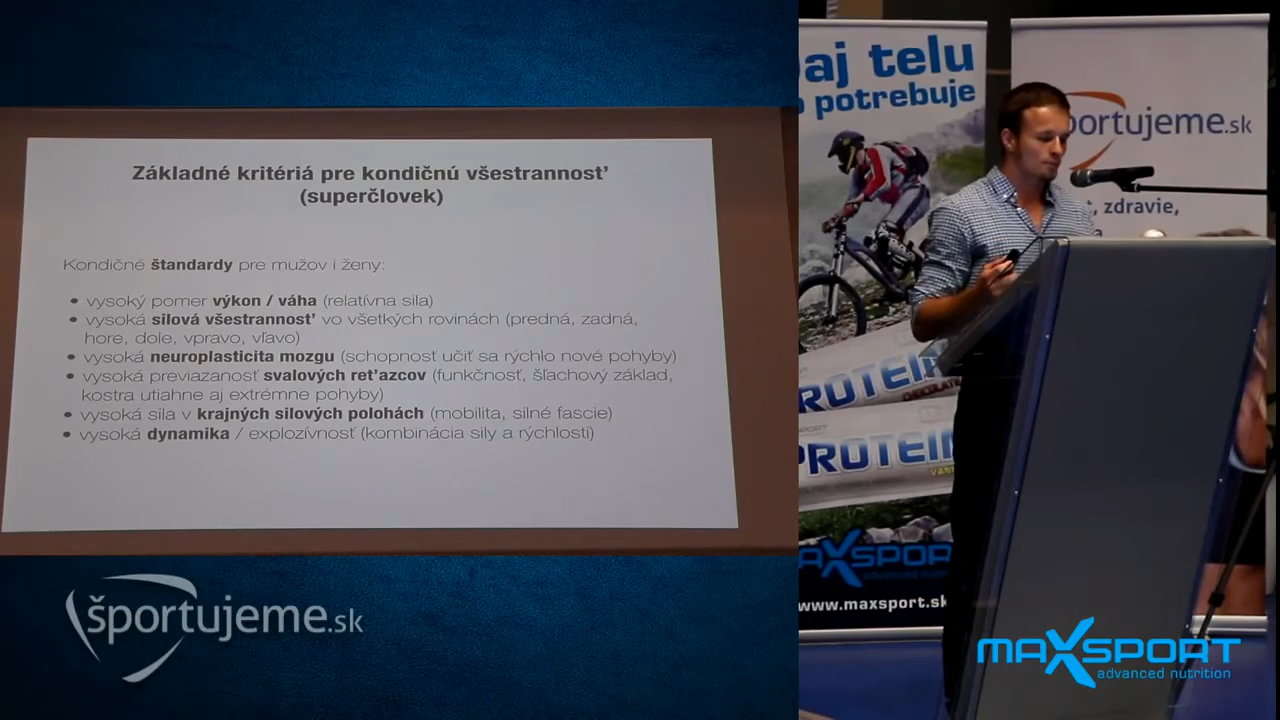 Základné kritériá pre kondičnú všestrannosť
(superčlovek)
Kondičné štandardy pre mužov i ženy:
• vysoký pomer výkon / váha (relatívna sila)
• vysoká silová všestrannosť vo všetkých rovinách (predná, zadná,
hore, dole, vpravo, vľavo)
• vysoká neuroplasticita mozgu (schopnosť učiť sa rýchlo nové pohyby)
• vysoká previazanosť svalových reťazcov (funkčnosť, šľachový základ,
kostra utiahne aj extrémne pohyby)
• vysoká sila v krajných silových polohách (mobilita, silné fascie)
• vysoká dynamika / explozívnosť (kombinácia sily a rýchlosti)
športujeme.sk
aj telu
potrebuje
portujeme.sk
zdravie,
PROTEIN
PROTEIN
MAXSPORT
www.maxsport.sk
MAXSPORT
advanced nutrition